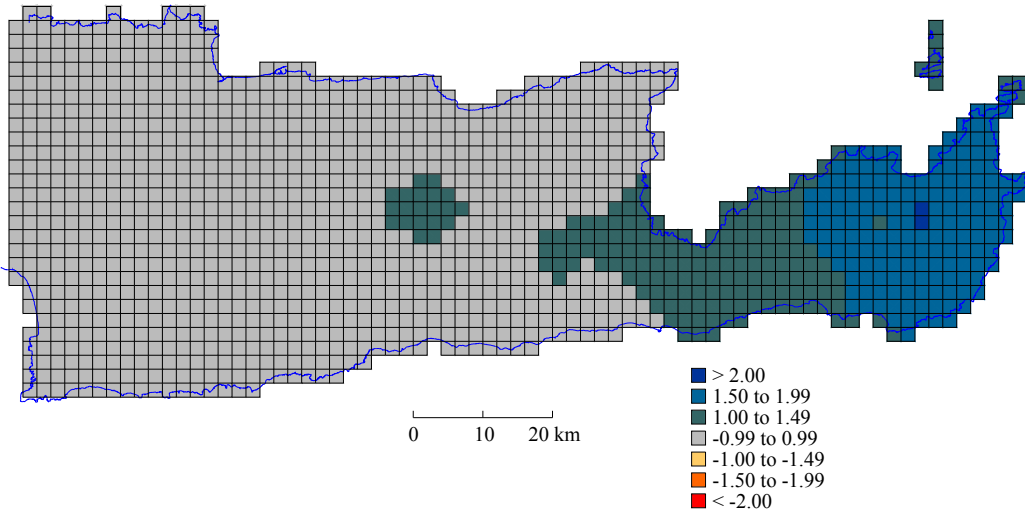 > 2.00
1.50 to 1.99
1.00 to 1.49
-0.99 to 0.99
-1.00 to -1.49
-1.50 to -1.99
< -2.00
0 10 20 km